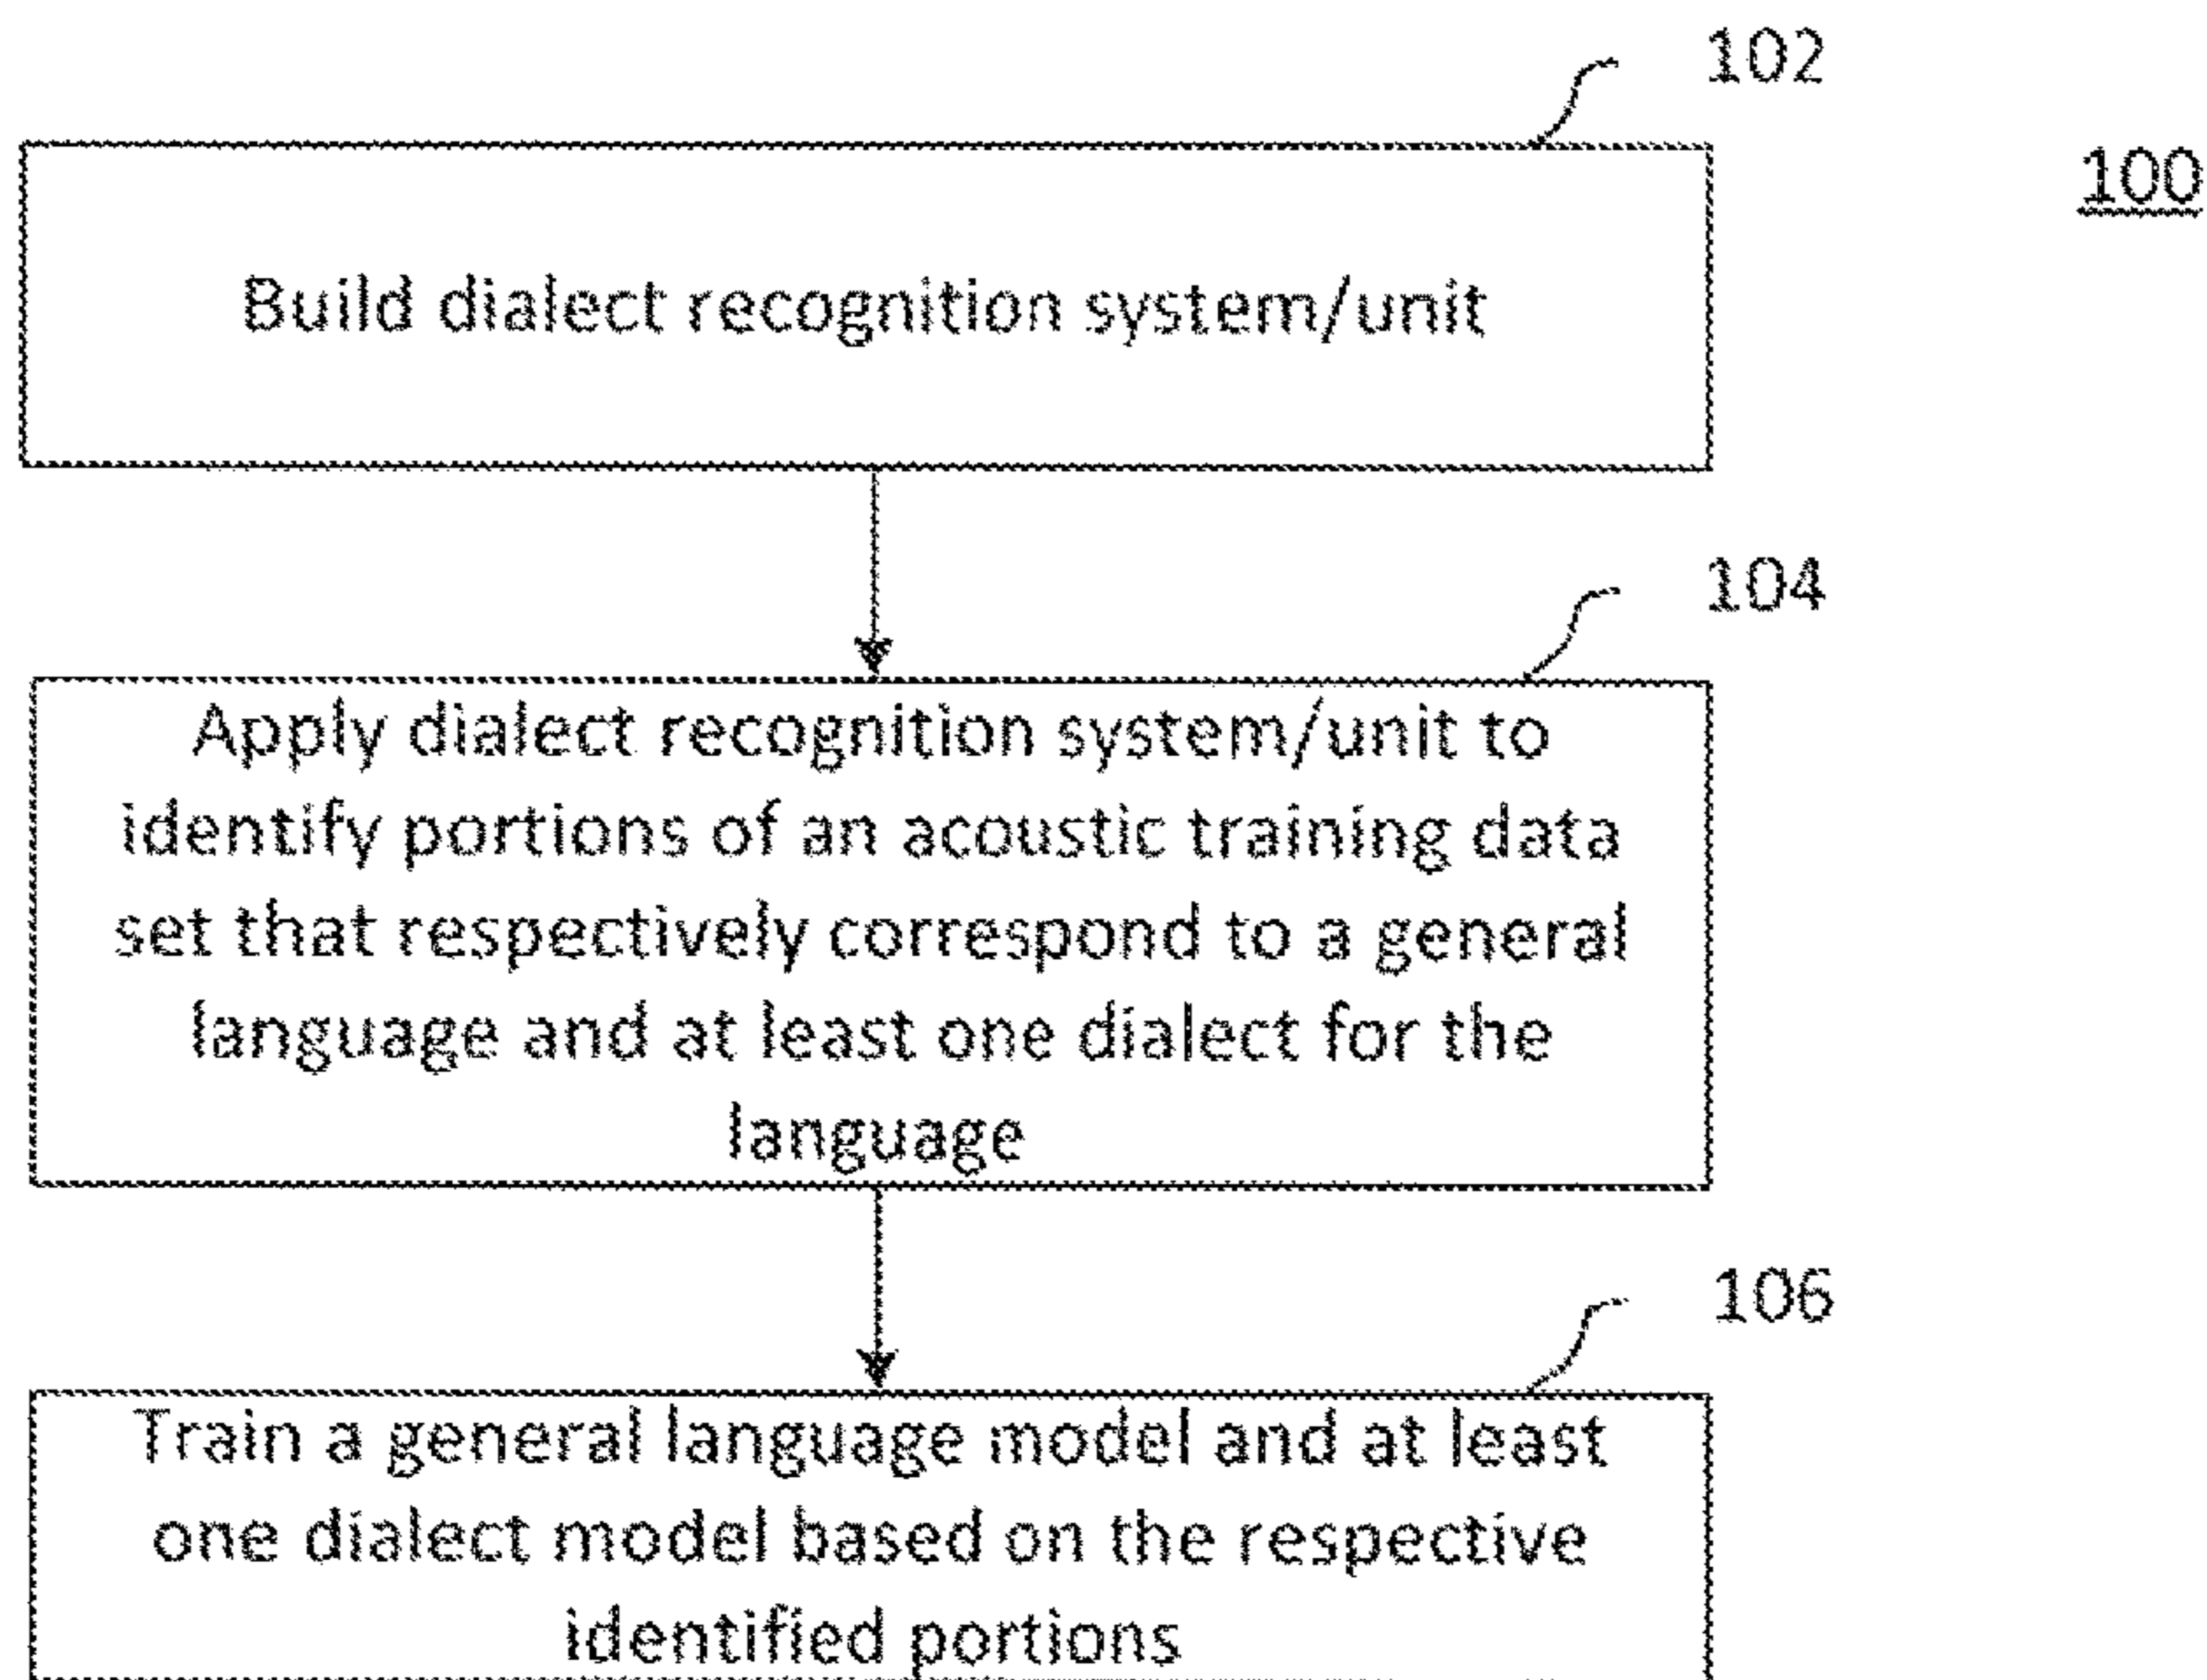 102
100
Build dialect recognition system/unit
104
Apply dialect recognition system/unit to
identify portions of an acoustic training data
set that respectively correspond to a general
language and at least one dialect for the
language
106
Train a general language model and at least
one dialect model based on the respective
identified portions